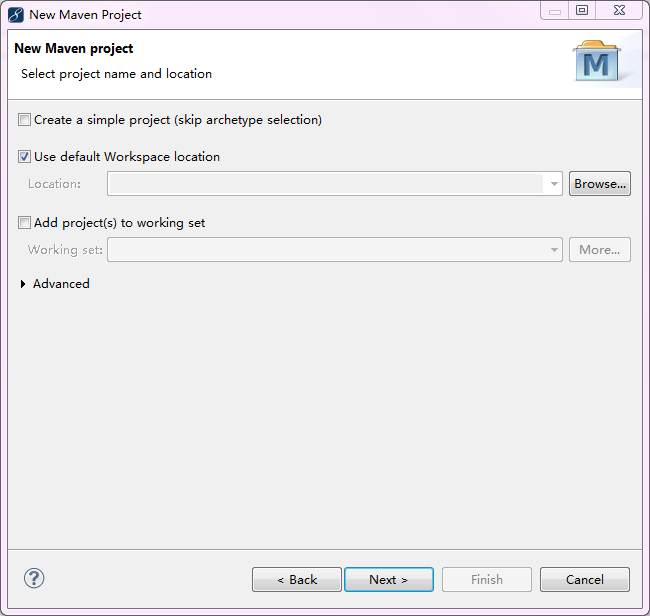 New Maven Project
New Maven project
Select project name and location
M
Create a simple project (skip archetype selection)
Use default Workspace location
Location:
Browse...
Add project(s) to working set
Working set:
More...
Advanced
?
< Back
Next >
Finish
Cancel